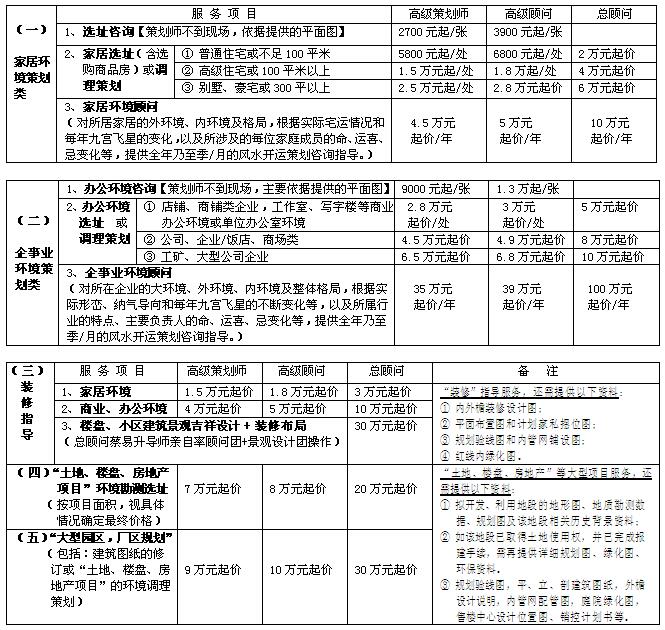 服 务 项 目 高级策划师 高级顾问 总顾问
（一）
家居环境策划类
1、选址咨询【策划师不到现场，依据提供的平面图】 2700 元起/张 3900 元起/张
2、家居选址（含选购商品房）或调理策划
① 普通住宅或不足 100 平米 5800 元起/处 6800 元起/处 2 万元起价
② 高级住宅或 100 平米以上 1.5 万元起/处 1.8 万起/处 4 万元起价
③ 别墅、豪宅或 300 平以上 2.5 万元起/处 2.8 万元起价 6 万元起价
3、家居环境顾问
（对所居家居的外环境、内环境及格局，根据实际宅运情况和
每年九宫飞星的变化，以及所涉及的每位家庭成员的命、运喜、
忌变化等，提供全年乃至季/月的风水开运策划咨询指导。）
4.5 万元起价/年 5 万元起价/年 10 万元起价/年
（二）
企事业环境策划类
1、办公环境咨询【策划师不到现场，主要依据提供的平面图】 9000 元起/张 1.3 万起/张
2、办公环境选址 或调理策划
① 店铺、商铺类企业，工作室、写字楼等商业
办公环境或单位办公室环境
2.8 万元起价/处 3 万元起价/处 5 万元起价
② 公司、企业/饭店、商场类 4.5 万元起价 4.9 万元起价 8 万元起价
③ 工矿、大型公司企业 6.5 万元起价 6.8 万元起价 10 万元起价
3、企事业环境顾问
（对所在企业的大环境、外环境、内环境及整体格局，根据实
际形峦、纳气导向和每年九宫飞星的不断变化等，以及所属行
业的特点、主要负责人的命、运喜、忌变化等，提供全年乃至
季/月的风水开运策划咨询指导。）
35 万元起价/年 39 万元起价/年 100 万元起价/年
（三）
装修指导
服 务 项 目 高级策划师 高级顾问 总顾问 备 注
1、家居环境 1.5 万元起价 1.8 万元起价 3 万元起价
2、商业、办公环境 4 万元起价 5 万元起价 10 万元起价
3、楼盘、小区建筑景观吉祥设计 + 装修布局
（总顾问蔡易升导师亲自率顾问团+景观设计团操作）
30 万元起价
“装修”指导服务，还需提供以下资料：
① 内外檐装修设计图；
② 平面布置图和计划家私摆位图；
③ 规划验线图和内管网铺设图；
④ 红线内绿化图。
（四）“土地、楼盘、房地产
项目”环境勘测选址
（按项目面积，视具体
情况确定最终价格）
7 万元起价 8 万元起价 20 万元起价
（五）“大型园区，厂区规划”
（包括：建筑图纸的修
订或“土地、楼盘、房
地产项目”的环境调理
策划）
9 万元起价 10 万元起价 30 万元起价
“土地、楼盘、房地产”等大型项目服务，还
需提供以下资料：
① 拟开发、利用地段的地形图、地质勘测数
据、规划图及该地段相关历史背景资料；
② 如该地段已取得土地使用权，并已完成报
建手续，需再提供详细规划图、绿化图、
环保资料。
③ 规划验线图，平、立、剖建筑图纸，外檐
设计说明，内管网配管图，庭院绿化图，
售楼中心设计位置图、销控计划书等。